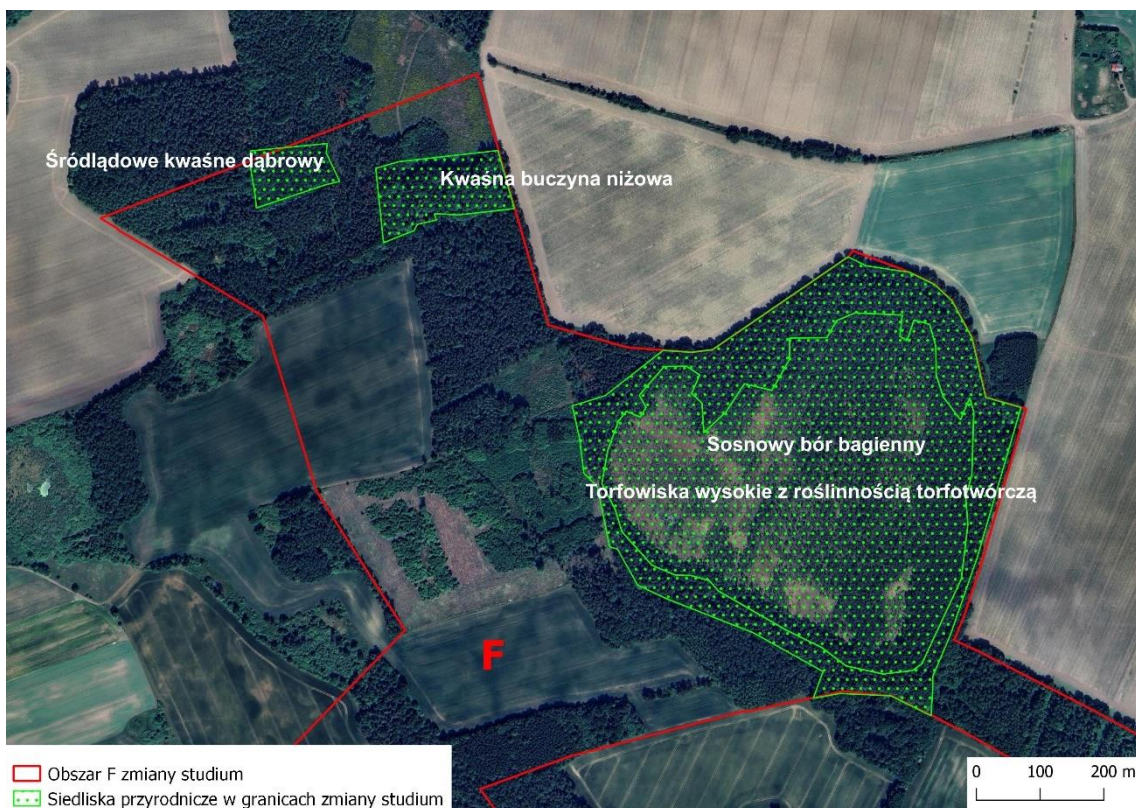 Śródlądowe kwaśne dąbrowy
Kwaśna buczyna niżowa
Sosnowy bór bagienny
Torfowiska wysokie z roślinnością torfotwórczą
F
Obszar F zmiany studium
Siedliska przyrodnicze w granicach zmiany studium
0 100 200 m